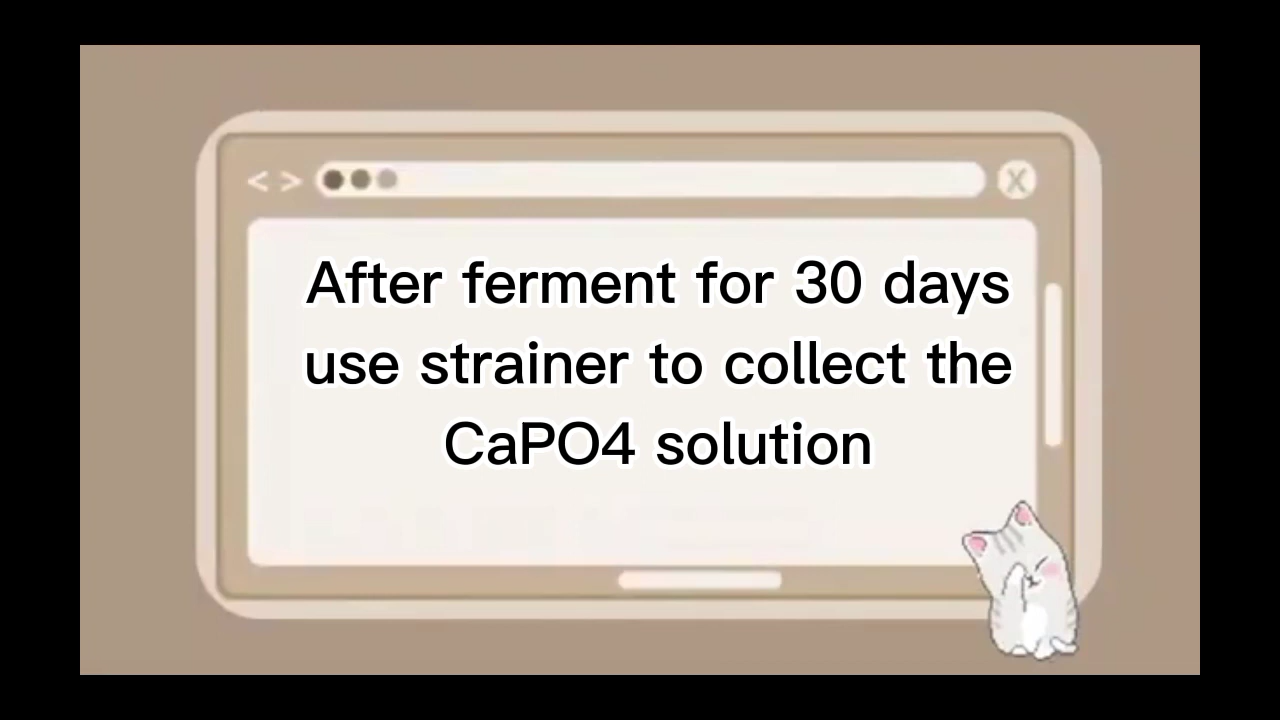 < >
X
After ferment for 30 days
use strainer to collect the
CaPO4 solution